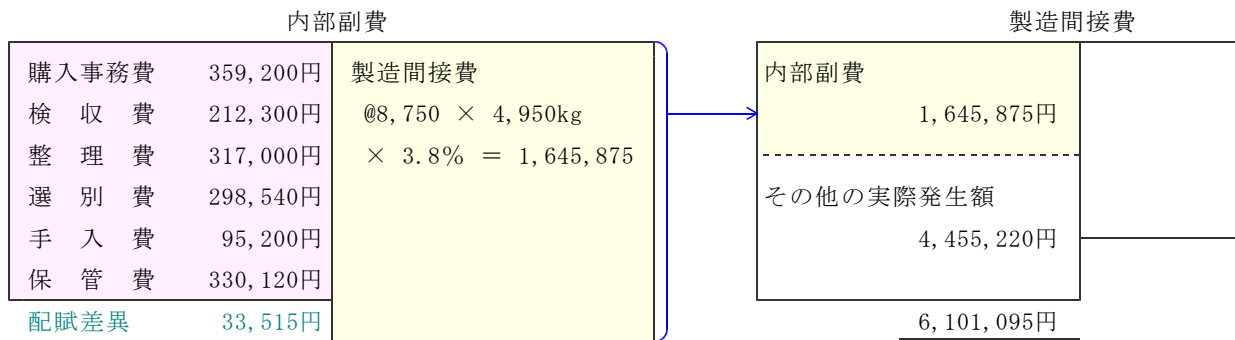 内部副費
購入事務費 359,200円
検収費 212,300円
整理費 317,000円
選別費 298,540円
手入費 95,200円
保管費 330,120円
配賦差異 33,515円
製造間接費
@8,750 × 4,950kg
× 3.8% = 1,645,875
製造間接費
内部副費
1,645,875円
その他の実際発生額
4,455,220円
6,101,095円